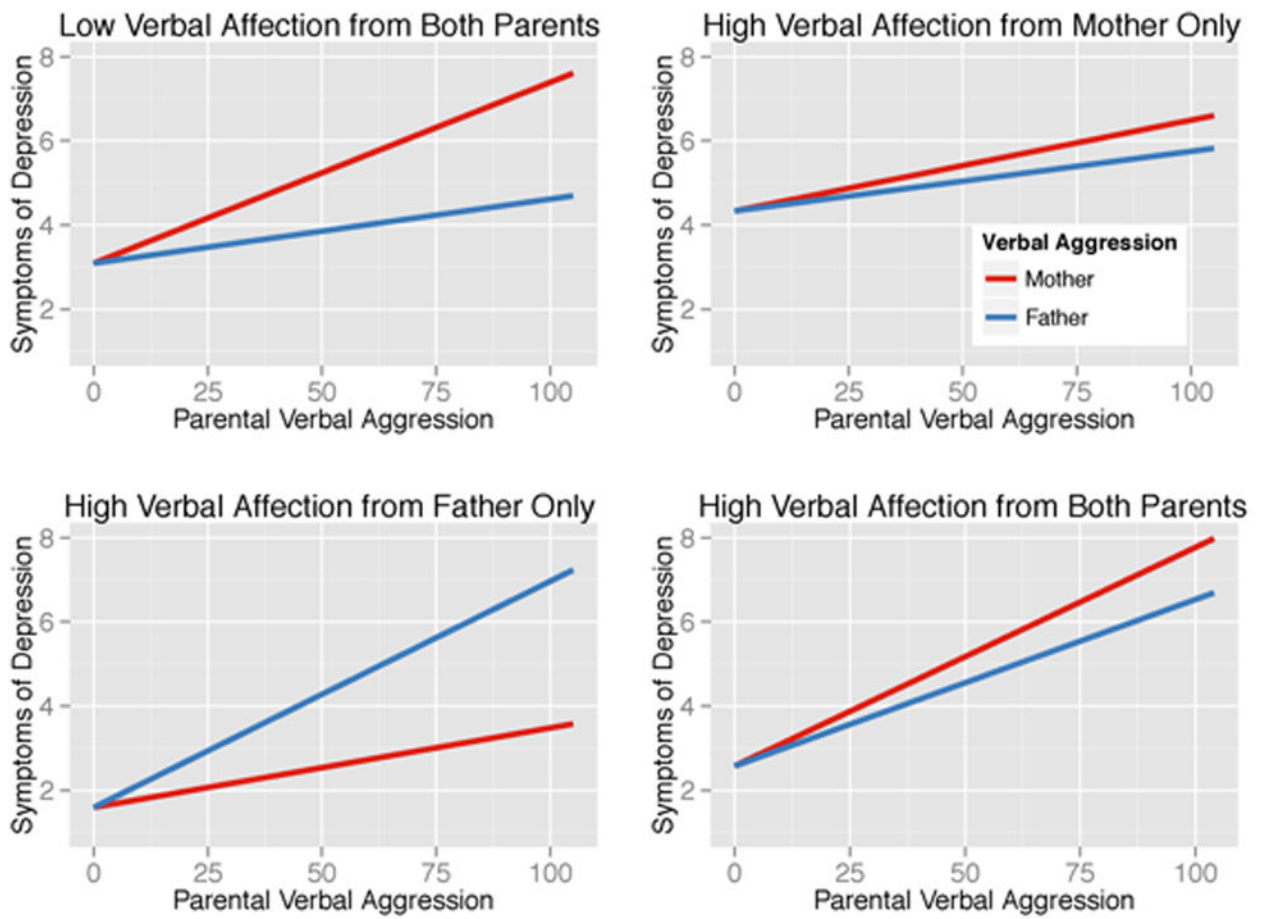 Low Verbal Affection from Both Parents
Symptoms of Depression
8
6
4
2
0 25 50 75 100
Parental Verbal Aggression
High Verbal Affection from Mother Only
Symptoms of Depression
8
6
4
2
Verbal Aggression
Mother
Father
0 25 50 75 100
Parental Verbal Aggression
High Verbal Affection from Father Only
Symptoms of Depression
8
6
4
2
0 25 50 75 100
Parental Verbal Aggression
High Verbal Affection from Both Parents
Symptoms of Depression
8
6
4
2
0 25 50 75 100
Parental Verbal Aggression